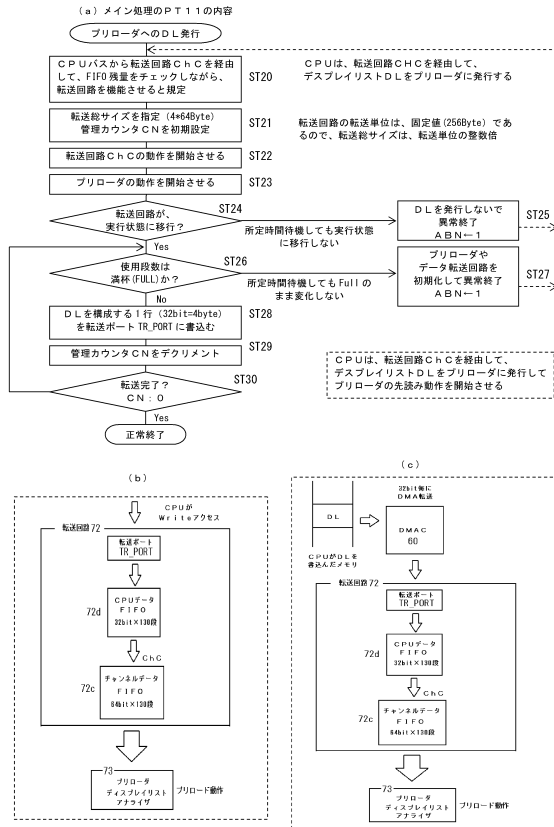 (a) メイン処理のPT11の内容
プリローダへのDL発行
CPUバスから転送回路ChCを経由
して、FIFO残量をチェックしながら、
転送回路を機能させると規定
ST20
CPUは、転送回路CHCを経由して、
デスプレイリストDLをプリローダに発行する
転送総サイズを指定 (4*64Byte)
管理カウンタCNを初期設定
ST21
転送回路の転送単位は、固定値(256Byte) であ
るので、転送総サイズは、転送単位の整数倍
転送回路ChCの動作を開始させる
ST22
プリローダの動作を開始させる
ST23
転送回路が、
実行状態に移行?
ST24
所定時間待機しても実行状態
に移行しない
DLを発行しないで
異常終了
ABN←1
ST25
Yes
使用段数は
満杯(FULL)か?
ST26
所定時間待機してもFullの
まま変化しない
プリローダや
データ転送回路を
初期化して異常終了
ABN←1
ST27
No
DLを構成する1行 (32bit=4byte)
を転送ポートTR_PORTに書込む
ST28
管理カウンタCNをデクリメント
ST29
転送完了?
CN:0
ST30
Yes
正常終了
CPUは、転送回路ChCを経由して、
デスプレイリストDLをプリローダに発行して
プリローダの先読み動作を開始させる
(b)
CPUが
Writeアクセス
転送回路72
転送ポート
TR_PORT
72d
CPUデータ
FIFO
32bit×130段
ChC
72c
チャンネルデータ
FIFO
64bit×130段
73
プリローダ
ディスプレイリスト
アナライザ
プリロード動作
(c)
32bit毎に
DMA転送
DL
DMAC
60
CPUがDLを
書込んだメモリ
転送回路72
転送ポート
TR_PORT
72d
CPUデータ
FIFO
32bit×130段
ChC
72c
チャンネルデータ
FIFO
64bit×130段
73
プリローダ
ディスプレイリスト
アナライザ
プリロード動作